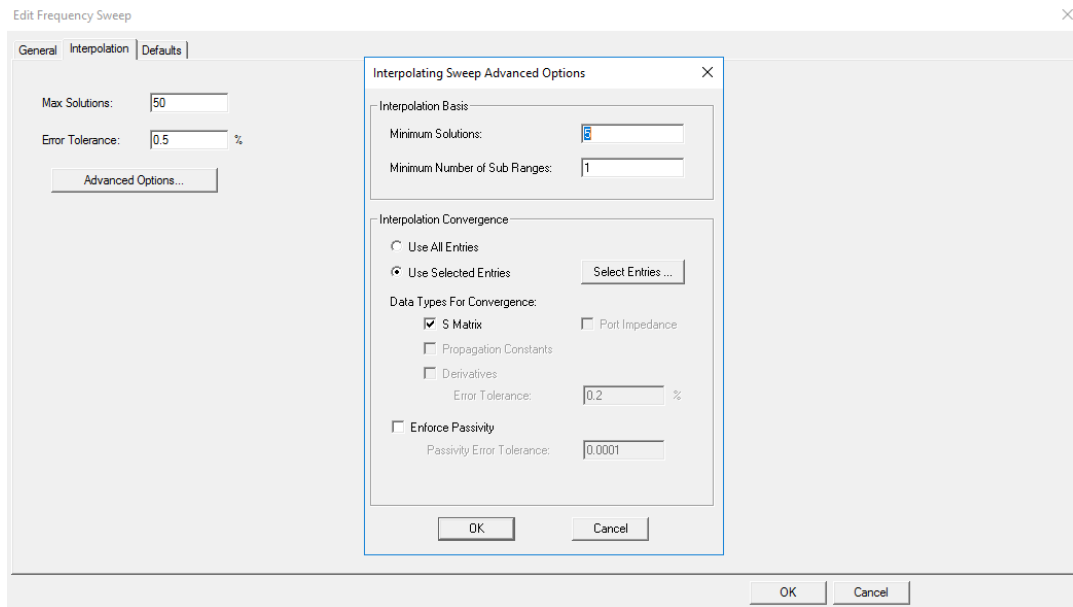 Edit Frequency Sweep
General Interpolation Defaults
Max Solutions: 50
Error Tolerance: 0.5 %
Advanced Options...
Interpolating Sweep Advanced Options
Interpolation Basis
Minimum Solutions: 5
Minimum Number of Sub Ranges: 1
Interpolation Convergence
Use All Entries
Use Selected Entries Select Entries ...
Data Types For Convergence:
S Matrix Port Impedance
Propagation Constants
Derivatives
Error Tolerance: 0.2 %
Enforce Passivity
Passivity Error Tolerance: 0.0001
OK Cancel
OK Cancel